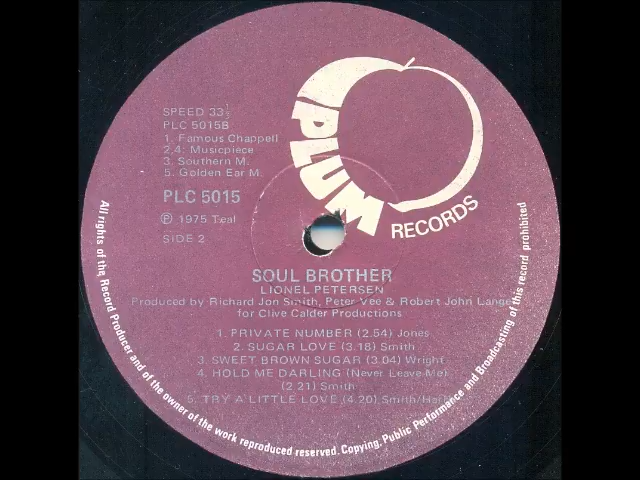 SPEED 33 1/3
PLC 5015B
1. Famous Chappell
2,4: Musicpiece
3. Southern M.
5. Golden Ear M.
PLC 5015
℗ 1975 Teal
SIDE 2
PLUM
RECORDS
SOUL BROTHER
LIONEL PETERSEN
Produced by Richard Jon Smith, Peter Vee & Robert John Lange
for Clive Calder Productions
1. PRIVATE NUMBER (2.54) Jones
2. SUGAR LOVE (3.18) Smith
3. SWEET BROWN SUGAR (3.04) Wright
4. HOLD ME DARLING (Never Leave Me)
(2 21) Smith
5. TRY A LITTLE LOVE (4.20)
All rights of the Record Producer and of the owner of the work reproduced reserved. Copying, Public Performance and Broadcasting of this record prohibited